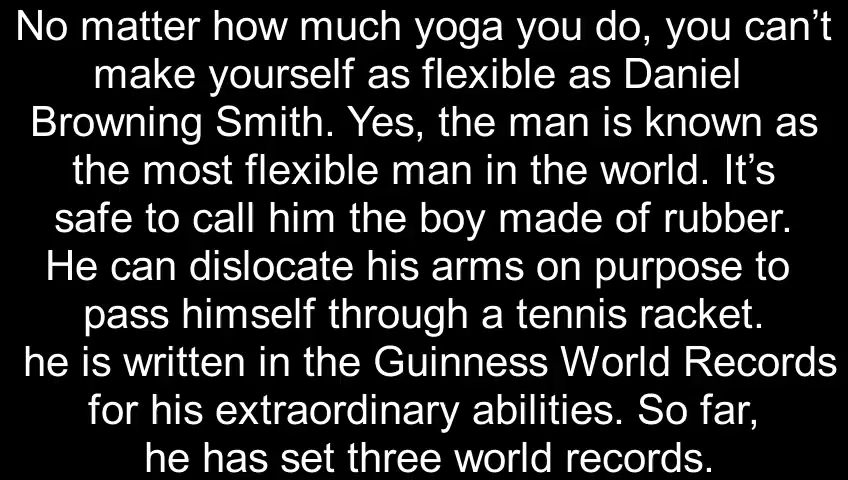 No matter how much yoga you do, you can’t
make yourself as flexible as Daniel
Browning Smith. Yes, the man is known as
the most flexible man in the world. It’s
safe to call him the boy made of rubber.
He can dislocate his arms on purpose to
pass himself through a tennis racket.
he is written in the Guinness World Records
for his extraordinary abilities. So far,
he has set three world records.